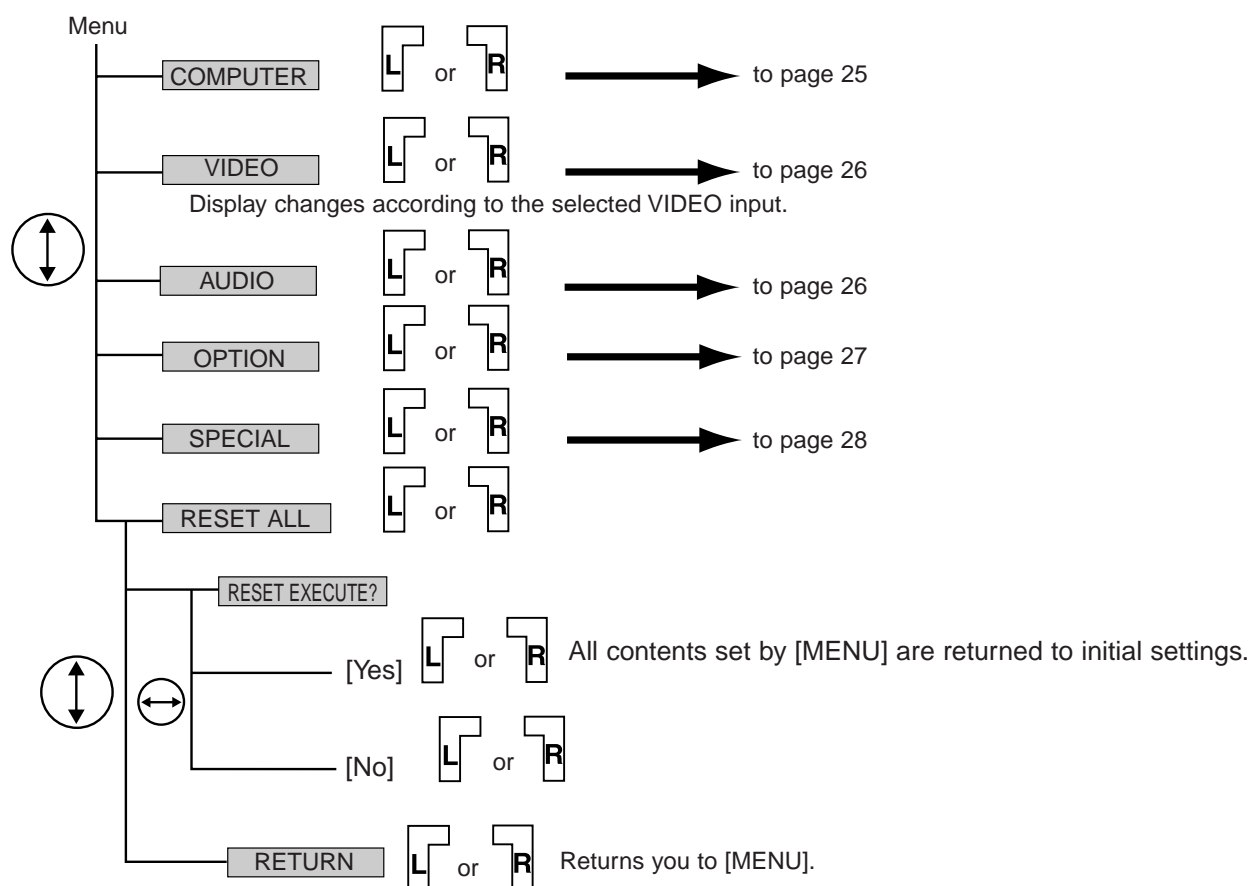 Menu
COMPUTER L or R to page 25
VIDEO L or R to page 26
Display changes according to the selected VIDEO input.
AUDIO L or R to page 26
OPTION L or R to page 27
SPECIAL L or R to page 28
RESET ALL L or R
RESET EXECUTE?
[Yes] L or R All contents set by [MENU] are returned to initial settings.
[No] L or R
RETURN L or R Returns you to [MENU].